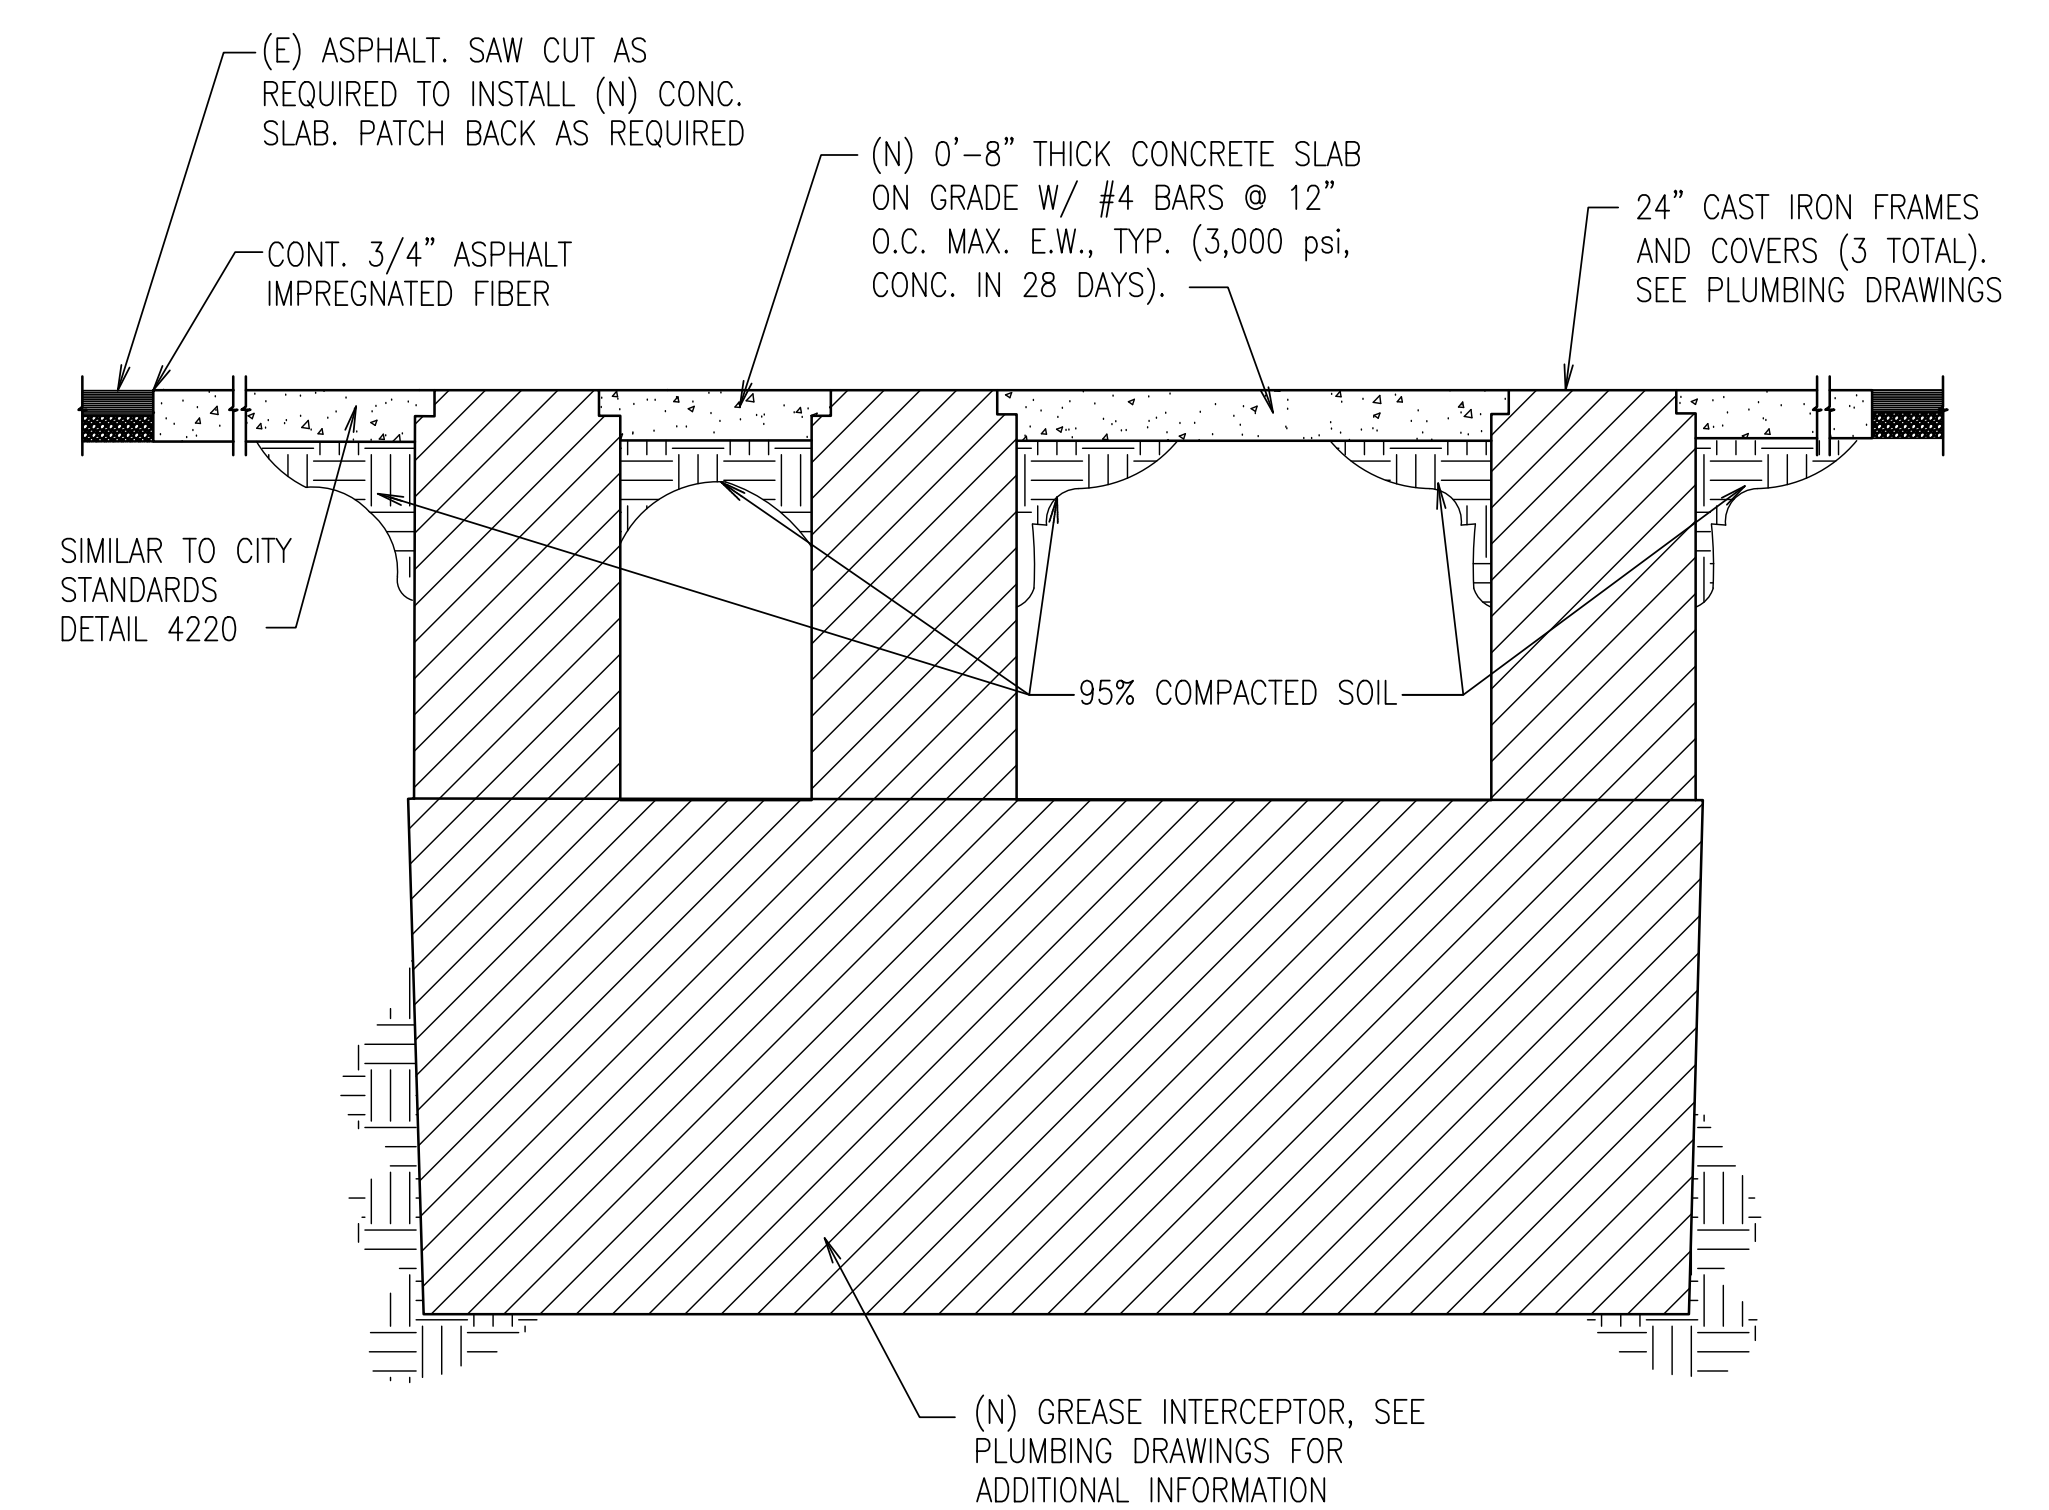 (E) ASPHALT. SAW CUT AS
REQUIRED TO INSTALL (N) CONC.
SLAB. PATCH BACK AS REQUIRED
(N) 0'-8" THICK CONCRETE SLAB
ON GRADE W/ #4 BARS @ 12"
O.C. MAX. E.W., TYP. (3,000 psi,
CONC. IN 28 DAYS).
24" CAST IRON FRAMES
AND COVERS (3 TOTAL).
SEE PLUMBING DRAWINGS
CONT. 3/4" ASPHALT
IMPREGNATED FIBER
SIMILAR TO CITY
STANDARDS
DETAIL 4220
95% COMPACTED SOIL
(N) GREASE INTERCEPTOR, SEE
PLUMBING DRAWINGS FOR
ADDITIONAL INFORMATION